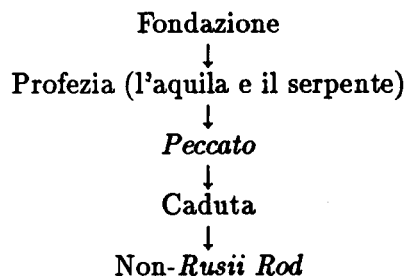 Fondazione
↓
Profezia (l'aquila e il serpente)
↓
Peccato
↓
Caduta
↓
Non-Rusii Rod